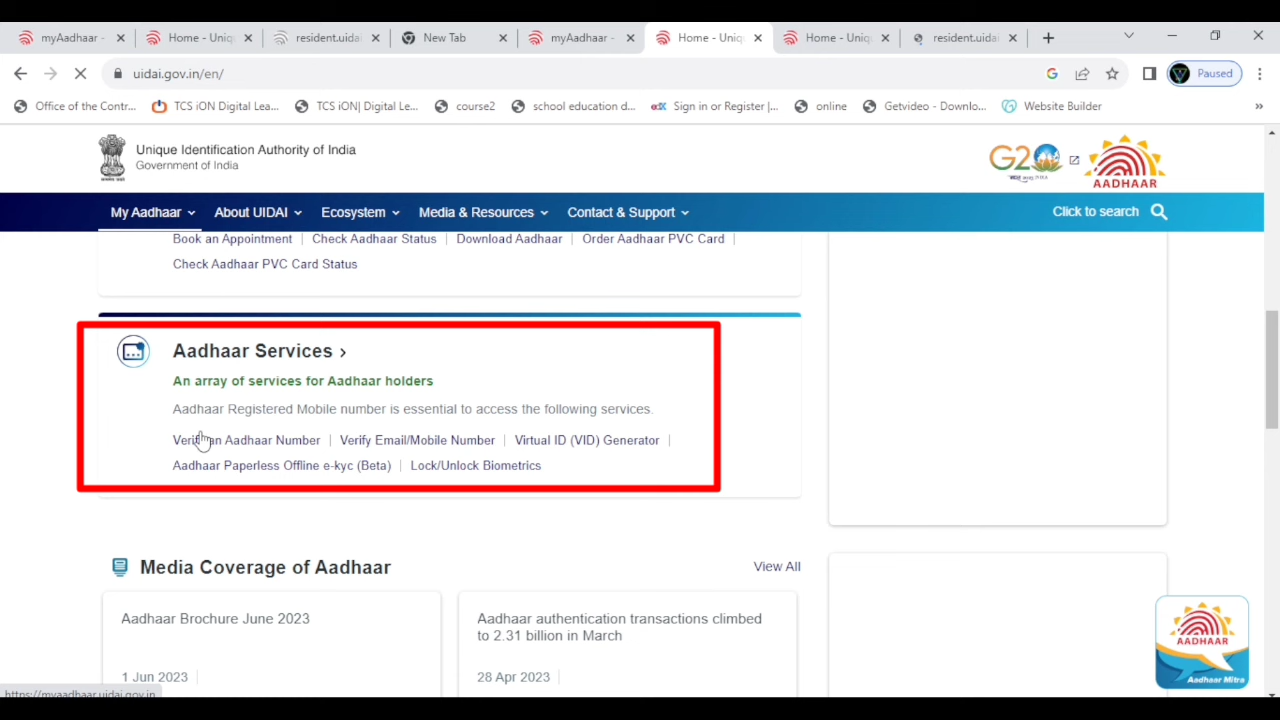 myAadhaar -
Home - Uniq
resident.uidai
New Tab
myAadhaar -
Home - Uniq
Home - Uniq
resident.uidai
uidai.gov.in/en/
Paused
Office of the Contr...
TCS iON Digital Lea...
TCS iON| Digital Le...
course2
school education d...
edX Sign in or Register |...
online
Getvideo - Downlo...
Website Builder
»
Unique Identification Authority of India
Government of India
G20
AADHAAR
My Aadhaar
About UIDAI
Ecosystem
Media & Resources
Contact & Support
Click to search
Book an Appointment | Check Aadhaar Status | Download Aadhaar | Order Aadhaar PVC Card |
Check Aadhaar PVC Card Status
Aadhaar Services ›
An array of services for Aadhaar holders
Aadhaar Registered Mobile number is essential to access the following services.
an Aadhaar Number | Verify Email/Mobile Number | Virtual ID (VID) Generator |
Aadhaar Paperless Offline e-kyc (Beta) | Lock/Unlock Biometrics
Media Coverage of Aadhaar
View All
Aadhaar Brochure June 2023
1 Jun 2023
Aadhaar authentication transactions climbed
to 2.31 billion in March
28 Apr 2023
AADHAAR
Aadhaar Mitra
https://myaadhaar.uidai.gov.in